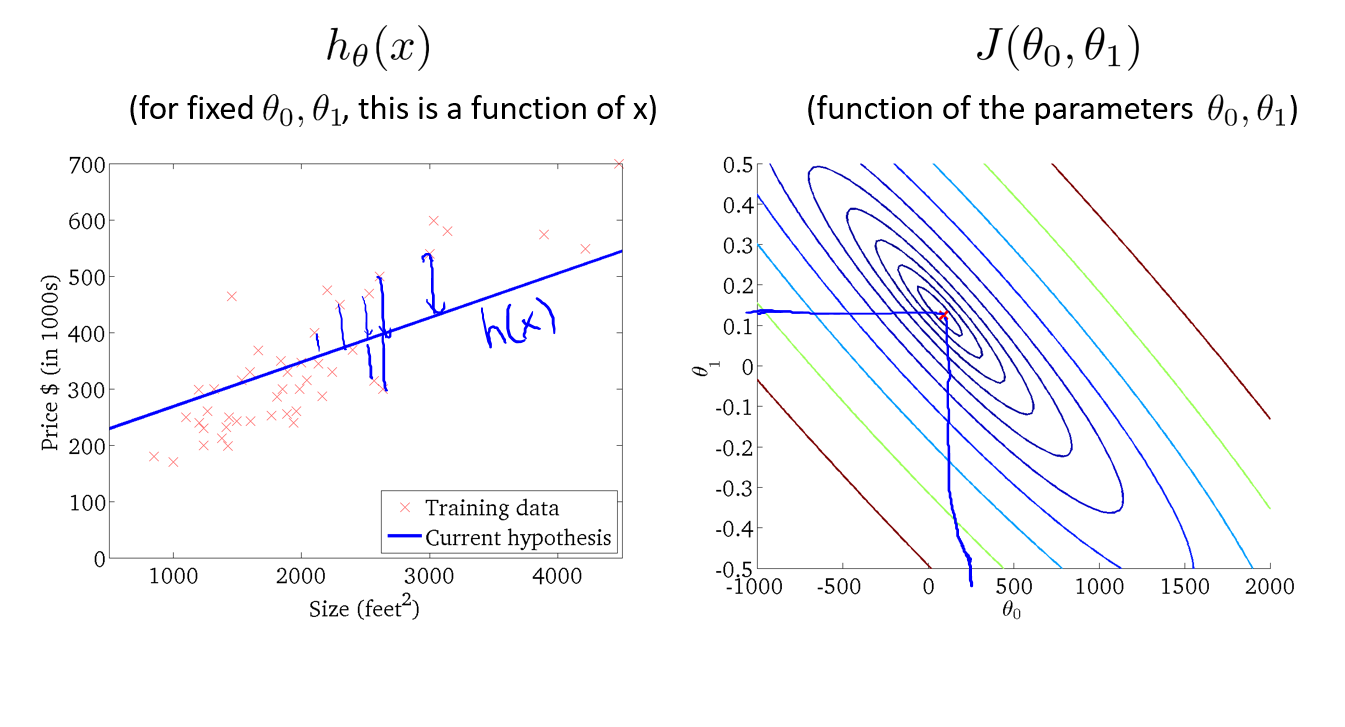 hθ(x)
(for fixed θ0, θ1, this is a function of x)
700
600
500
400
300
200
100
0
1000 2000 3000 4000
Price $ (in 1000s)
Size (feet2)
h(x)
Training data
Current hypothesis
J(θ0, θ1)
(function of the parameters θ0, θ1)
0.5
0.4
0.3
0.2
0.1
0
-0.1
-0.2
-0.3
-0.4
-0.5
-1000 -500 0 500 1000 1500 2000
θ1
θ0